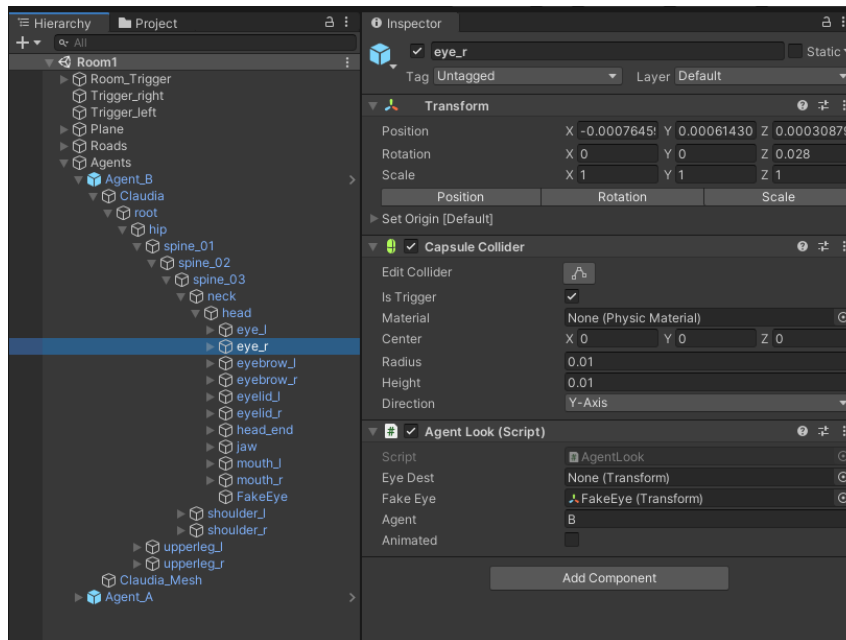 Hierarchy
Project
All
Room1
Room_Trigger
Trigger_right
Trigger_left
Plane
Roads
Agents
Agent_B
Claudia
root
hip
spine_01
spine_02
spine_03
neck
head
eye_l
eye_r
eyebrow_l
eyebrow_r
eyelid_l
eyelid_r
head_end
jaw
mouth_l
mouth_r
FakeEye
shoulder_l
shoulder_r
upperleg_l
upperleg_r
Claudia_Mesh
Agent_A
Inspector
eye_r Static
Tag Untagged Layer Default
Transform
Position X -0.00076459 Y 0.00061430 Z 0.00030879
Rotation X 0 Y 0 Z 0.028
Scale X 1 Y 1 Z 1
Position Rotation Scale
Set Origin [Default]
Capsule Collider
Edit Collider
Is Trigger
Material None (Physic Material)
Center X 0 Y 0 Z 0
Radius 0.01
Height 0.01
Direction Y-Axis
# Agent Look (Script)
Script # AgentLook
Eye Dest None (Transform)
Fake Eye FakeEye (Transform)
Agent B
Animated
Add Component